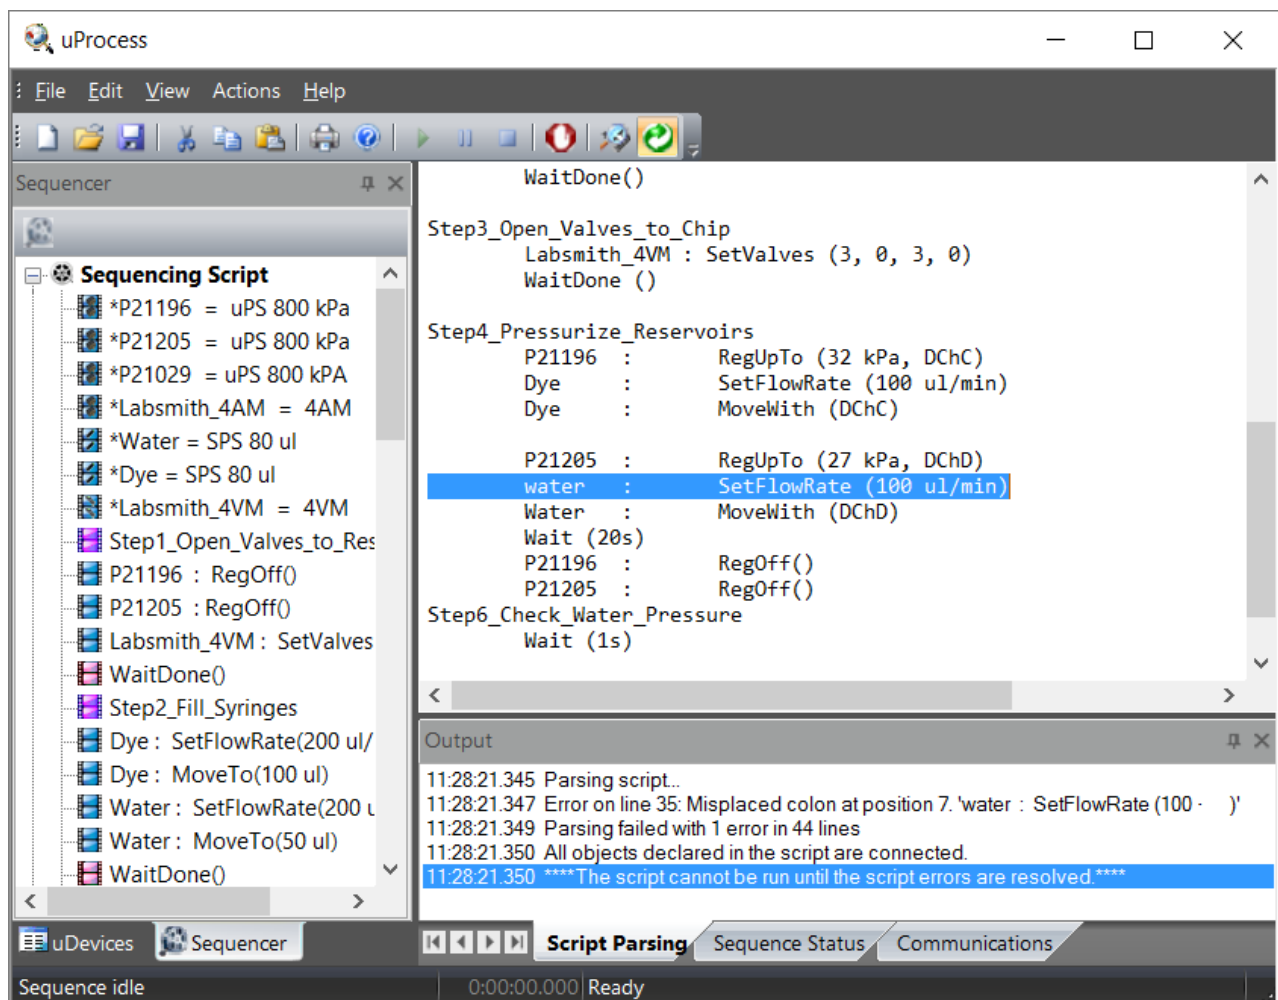 uProcess
File Edit View Actions Help
Sequencer
Sequencing Script
*P21196 = uPS 800 kPa
*P21205 = uPS 800 kPa
*P21029 = uPS 800 kPA
*Labsmith_4AM = 4AM
*Water = SPS 80 ul
*Dye = SPS 80 ul
*Labsmith_4VM = 4VM
Step1_Open_Valves_to_Res
P21196 : RegOff()
P21205 : RegOff()
Labsmith_4VM : SetValves
WaitDone()
Step2_Fill_Syringes
Dye : SetFlowRate(200 ul/
Dye : MoveTo(100 ul)
Water : SetFlowRate(200 u
Water : MoveTo(50 ul)
WaitDone()
uDevices Sequencer
WaitDone()
Step3_Open_Valves_to_Chip
Labsmith_4VM : SetValves (3, 0, 3, 0)
WaitDone ()
Step4_Pressurize_Reservoirs
P21196 : RegUpTo (32 kPa, DChC)
Dye : SetFlowRate (100 ul/min)
Dye : MoveWith (DChC)
P21205 : RegUpTo (27 kPa, DChD)
water : SetFlowRate (100 ul/min)
Water : MoveWith (DChD)
Wait (20s)
P21196 : RegOff()
P21205 : RegOff()
Step6_Check_Water_Pressure
Wait (1s)
Output
11:28:21.345 Parsing script...
11:28:21.347 Error on line 35: Misplaced colon at position 7. 'water : SetFlowRate (100 · )'
11:28:21.349 Parsing failed with 1 error in 44 lines
11:28:21.350 All objects declared in the script are connected.
11:28:21.350 ****The script cannot be run until the script errors are resolved.****
Script Parsing Sequence Status Communications
Sequence idle 0:00:00.000 Ready